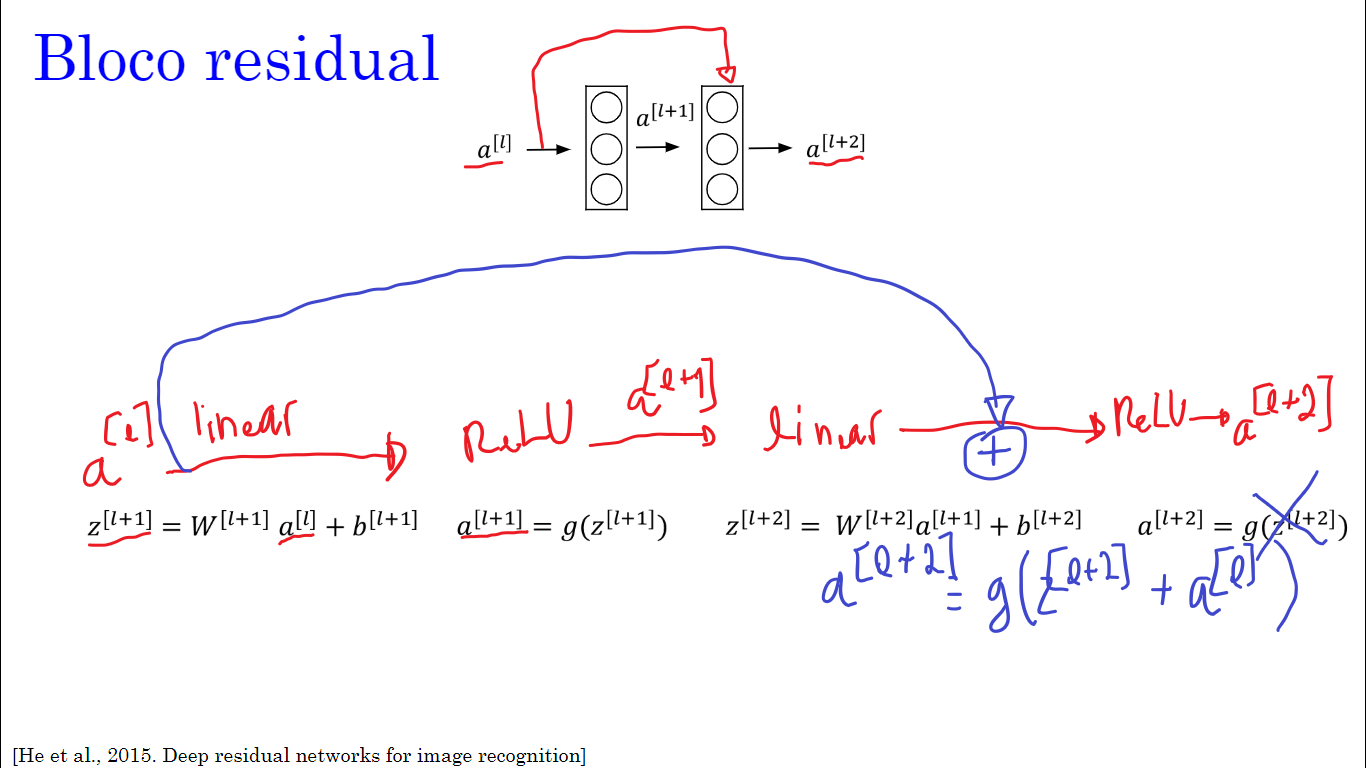 Bloco residual
a^[l] a^[l+1] a^[l+2]
a^[l] linear ReLU a^[l+1] linear + ReLU a^[l+2]
z^[l+1] = W^[l+1] a^[l] + b^[l+1] a^[l+1] = g(z^[l+1]) z^[l+2] = W^[l+2]a^[l+1] + b^[l+2] a^[l+2] = g(z^[l+2])
a^[l+2] = g(z^[l+2] + a^[l])
[He et al., 2015. Deep residual networks for image recognition]